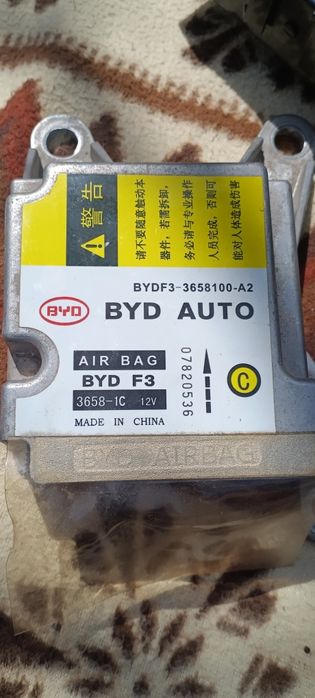 警告
请不要随意触动本
器件，若需拆卸，
务必请与专业操作
人员完成，否则可
能对人体造成伤害
BYDF3-3658100-A2
BYD
BYD AUTO
AIR BAG
BYD F3
3658-1C 12V
MADE IN CHINA
07820536
C
BYD AIRBAG